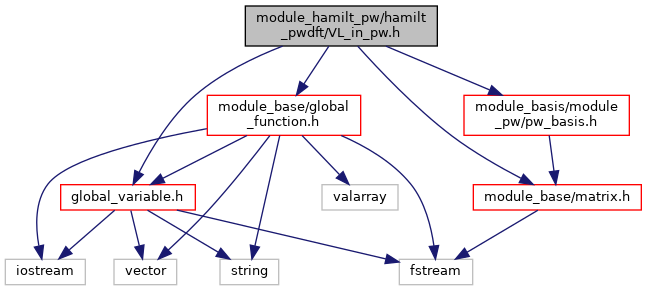 module_hamilt_pw/hamilt
_pwdft/VL_in_pw.h
module_base/global
_function.h
module_basis/module
_pw/pw_basis.h
global_variable.h
valarray
module_base/matrix.h
iostream
vector
string
fstream